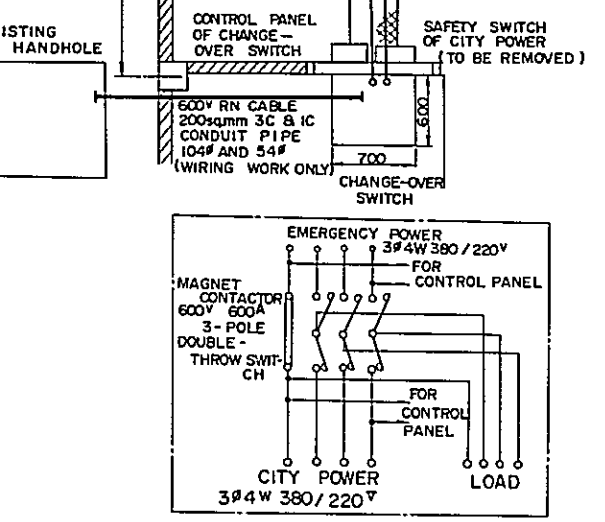 ISTING
HANDHOLE
CONTROL PANEL
OF CHANGE-
OVER SWITCH
SAFETY SWITCH
OF CITY POWER
(TO BE REMOVED)
600V RN CABLE
200sq.mm 3C & 1C
CONDUIT PIPE
104ø AND 54ø
(WIRING WORK ONLY)
600
700
CHANGE-OVER
SWITCH
EMERGENCY POWER
3ø4W 380/220V
FOR
CONTROL PANEL
MAGNET
CONTACTOR
600V 600A
3-POLE
DOUBLE-
THROW SWIT-
CH
FOR
CONTROL
PANEL
CITY POWER
3ø4W 380/220V
LOAD